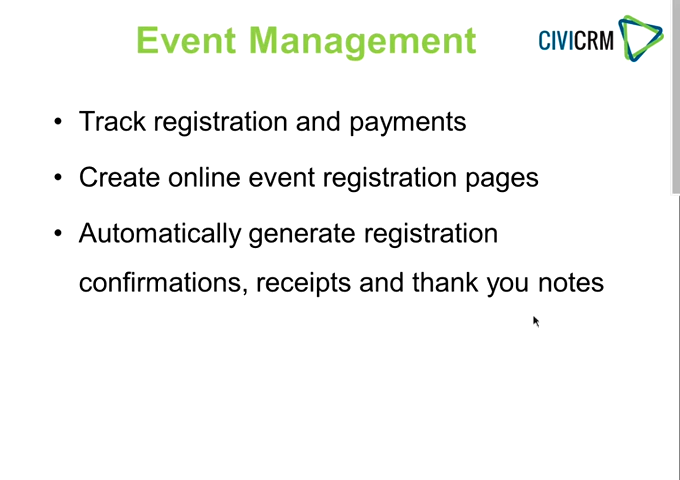 Event Management
CIVICRM
• Track registration and payments
• Create online event registration pages
• Automatically generate registration
confirmations, receipts and thank you notes